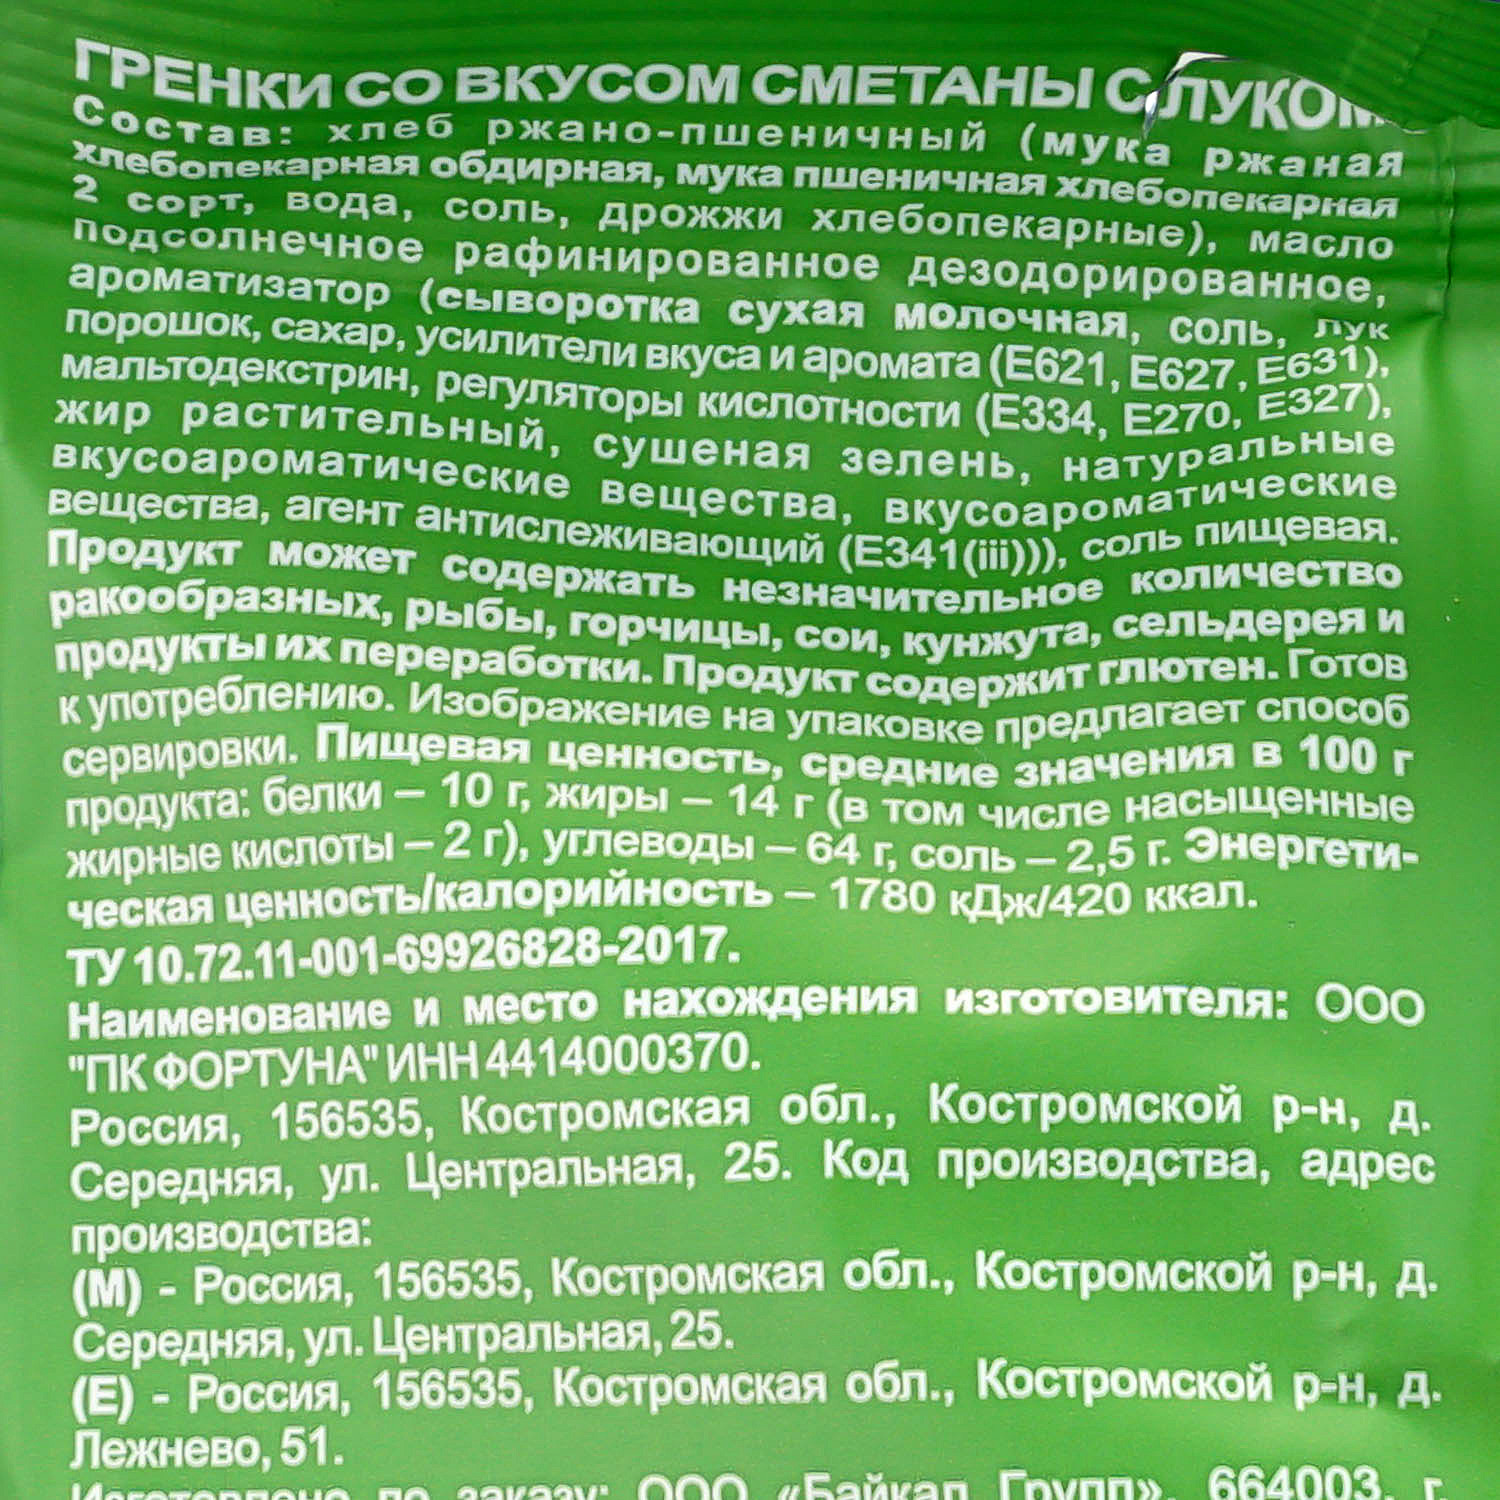 ГРЕНКИ СО ВКУСОМ СМЕТАНЫ С ЛУКОМ
Состав: хлеб ржано-пшеничный (мука ржаная
хлебопекарная обдирная, мука пшеничная хлебопекарная
2 сорт, вода, соль, дрожжи хлебопекарные), масло
подсолнечное рафинированное дезодорированное,
ароматизатор (сыворотка сухая молочная, соль, лук
порошок, сахар, усилители вкуса и аромата (Е621, Е627, Е631),
мальтодекстрин, регуляторы кислотности (Е334, Е270, Е327),
жир растительный, сушеная зелень, натуральные
вкусоароматические вещества, вкусоароматические
вещества, агент антислеживающий (Е341(iii))), соль пищевая.
Продукт может содержать незначительное количество
ракообразных, рыбы, горчицы, сои, кунжута, сельдерея и
продукты их переработки. Продукт содержит глютен. Готов
к употреблению. Изображение на упаковке предлагает способ
сервировки. Пищевая ценность, средние значения в 100 г
продукта: белки – 10 г, жиры – 14 г (в том числе насыщенные
жирные кислоты – 2 г), углеводы – 64 г, соль – 2,5 г. Энергети-
ческая ценность/калорийность – 1780 кДж/420 ккал.
ТУ 10.72.11-001-69926828-2017.
Наименование и место нахождения изготовителя: ООО
"ПК ФОРТУНА" ИНН 4414000370.
Россия, 156535, Костромская обл., Костромской р-н, д.
Середняя, ул. Центральная, 25. Код производства, адрес
производства:
(М) - Россия, 156535, Костромская обл., Костромской р-н, д.
Середняя, ул. Центральная, 25.
(Е) - Россия, 156535, Костромская обл., Костромской р-н, д.
Лежнево, 51.
Изготовлено по заказу: ООО «Байкал Групп», 664003, г.